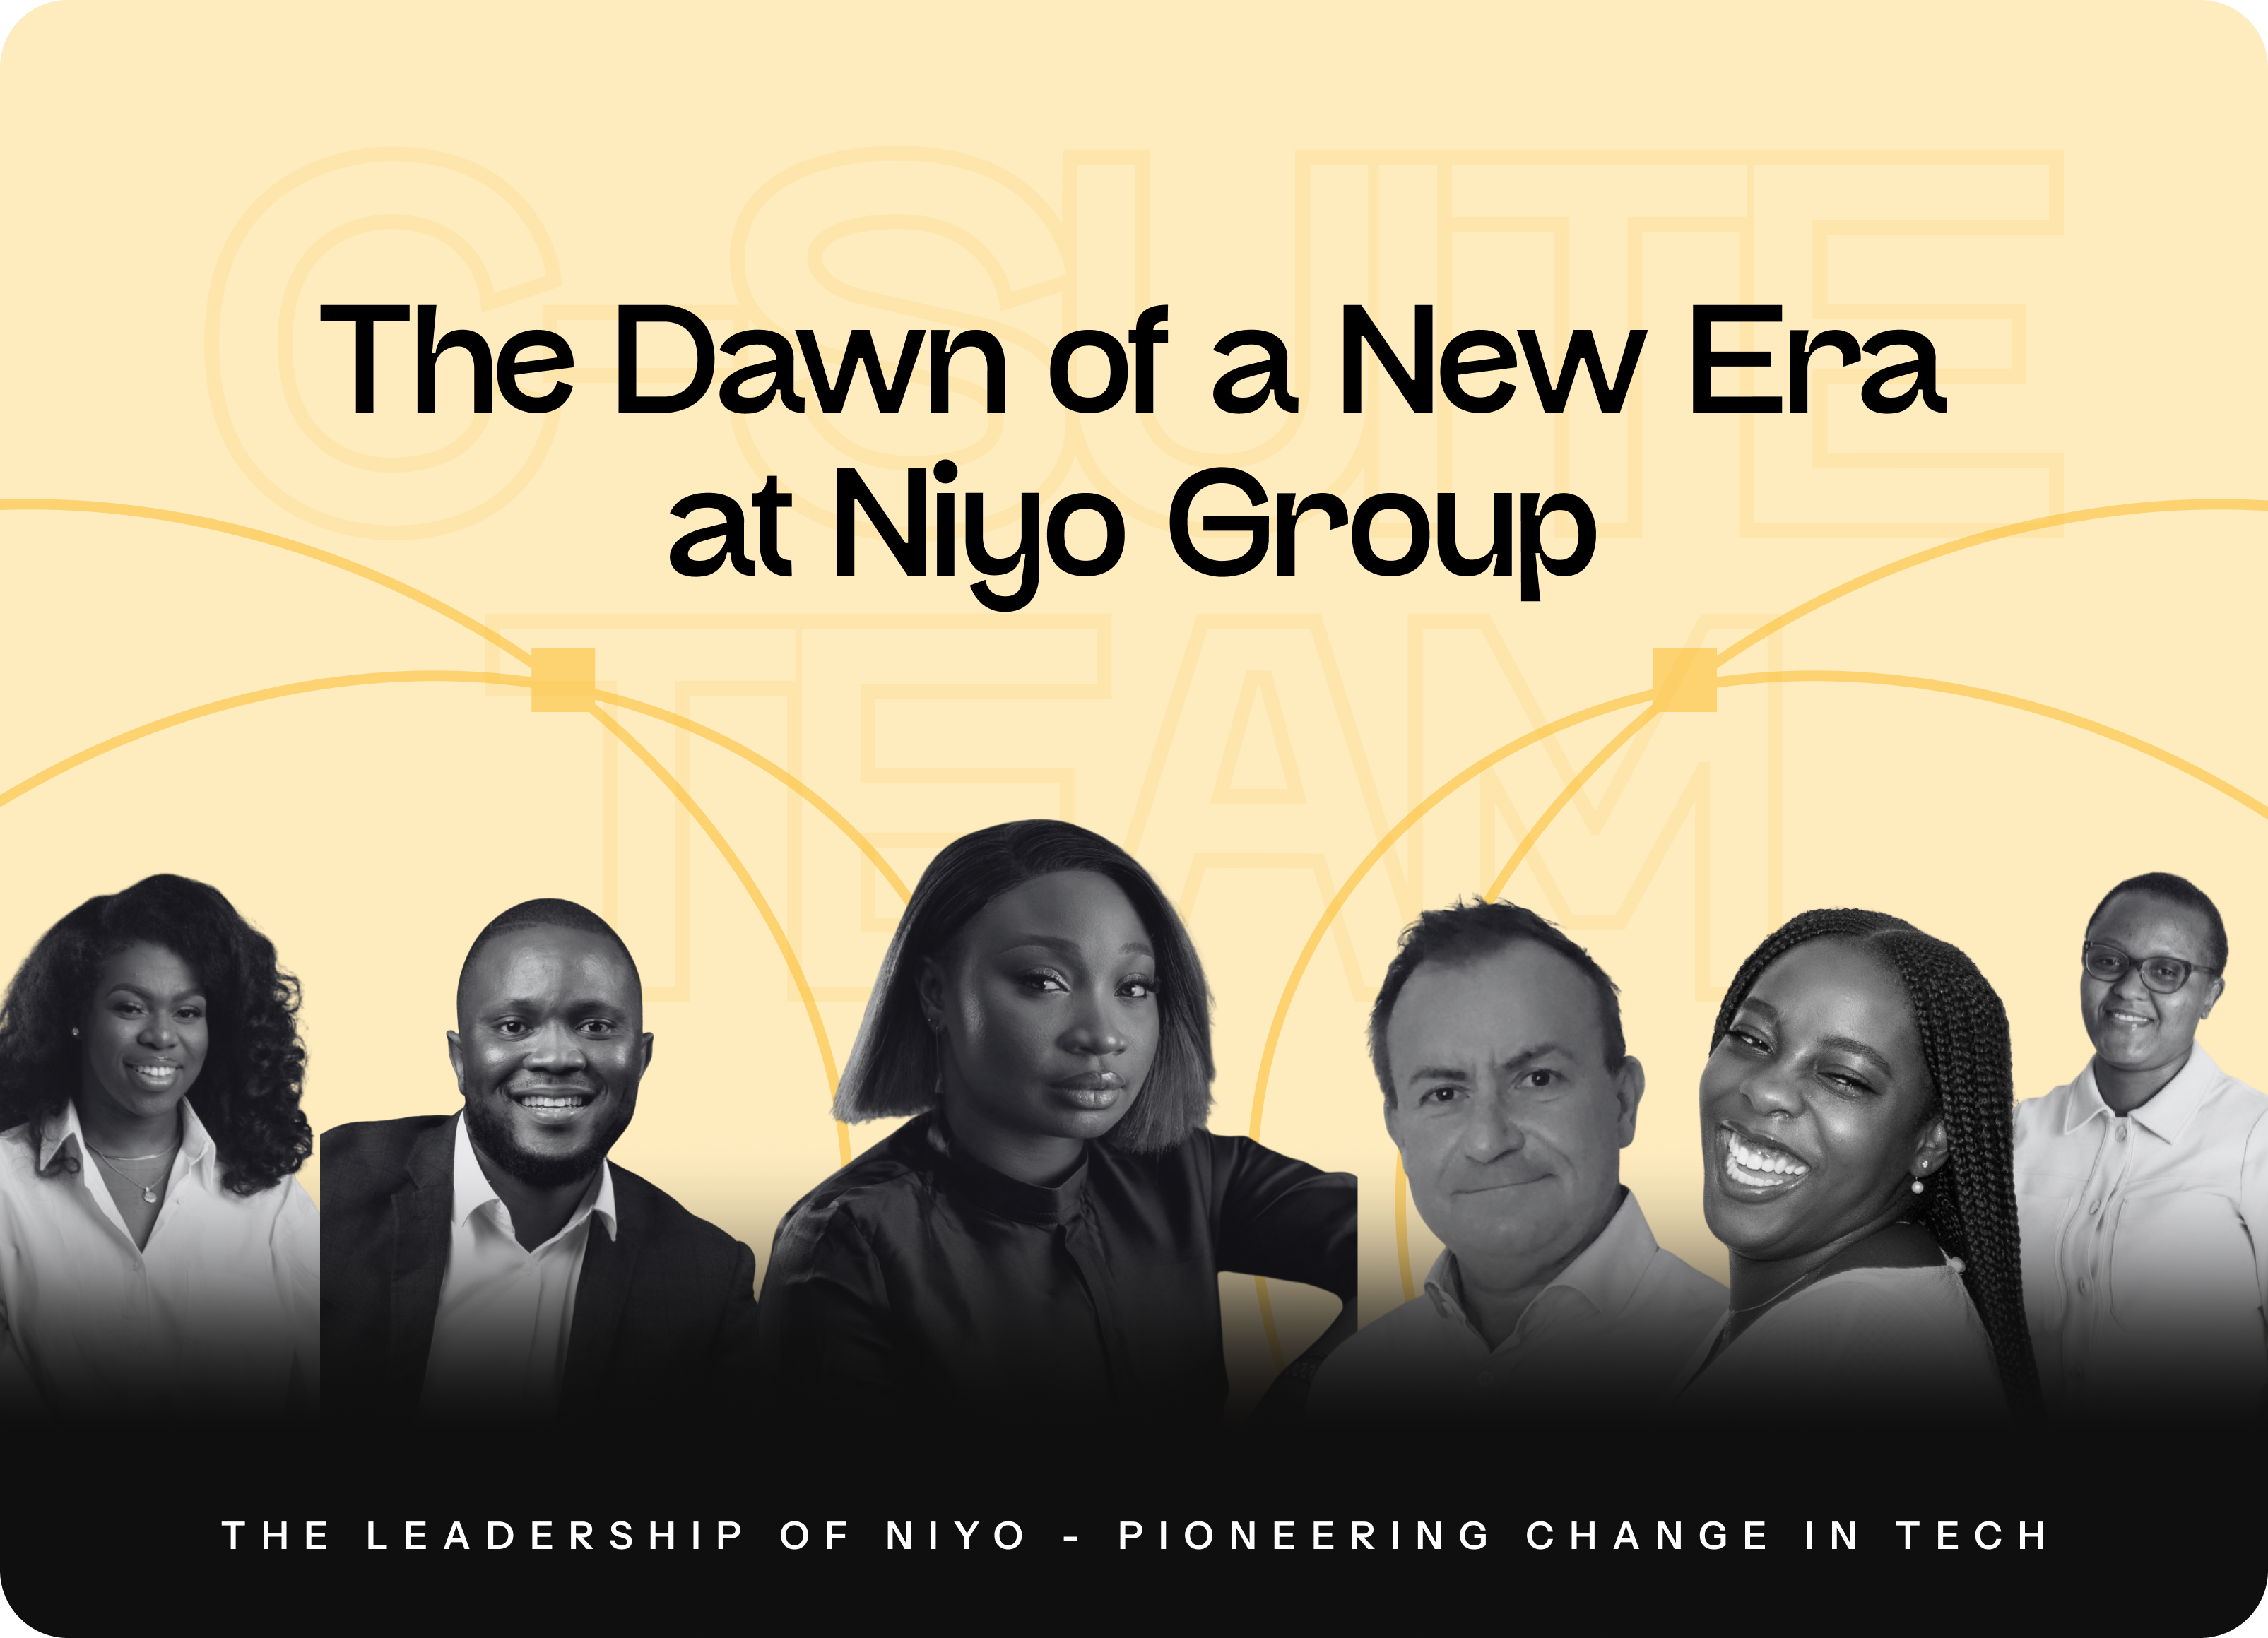 C-SUITE
The Dawn of a New Era
at Niyo Group
TEAM
THE LEADERSHIP OF NIYO - PIONEERING CHANGE IN TECH